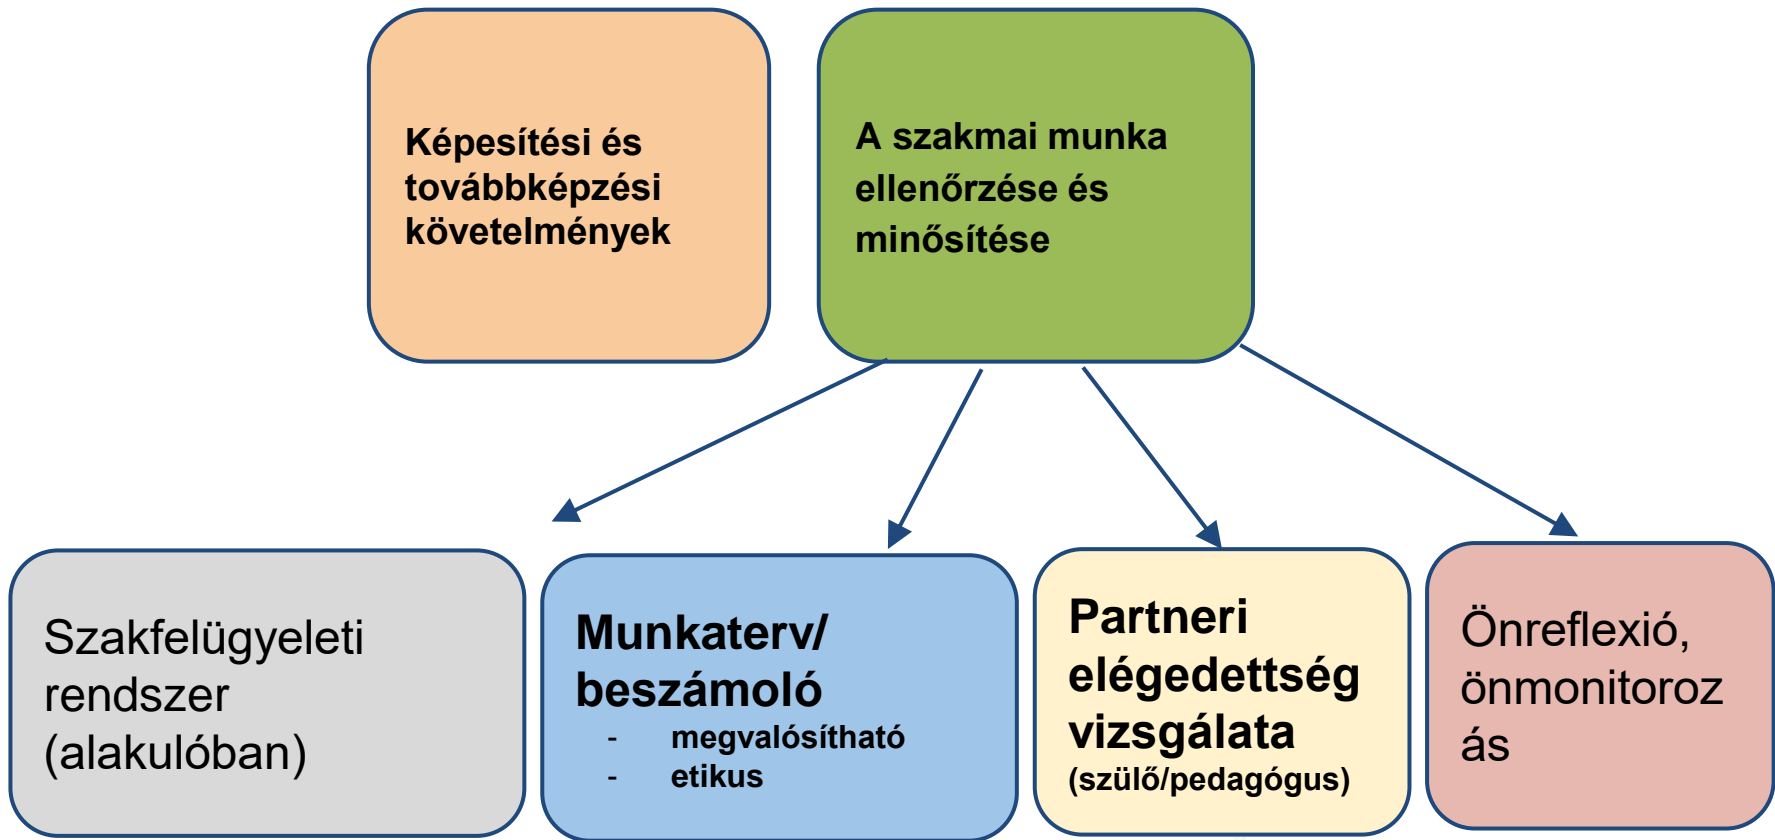 Képesítési és
továbbképzési
követelmények
A szakmai munka
ellenőrzése és
minősítése
Szakfelügyeleti
rendszer
(alakulóban)
Munkaterv/
beszámoló
- megvalósítható
- etikus
Partneri
elégedettség
vizsgálata
(szülő/pedagógus)
Önreflexió,
önmonitoroz
ás